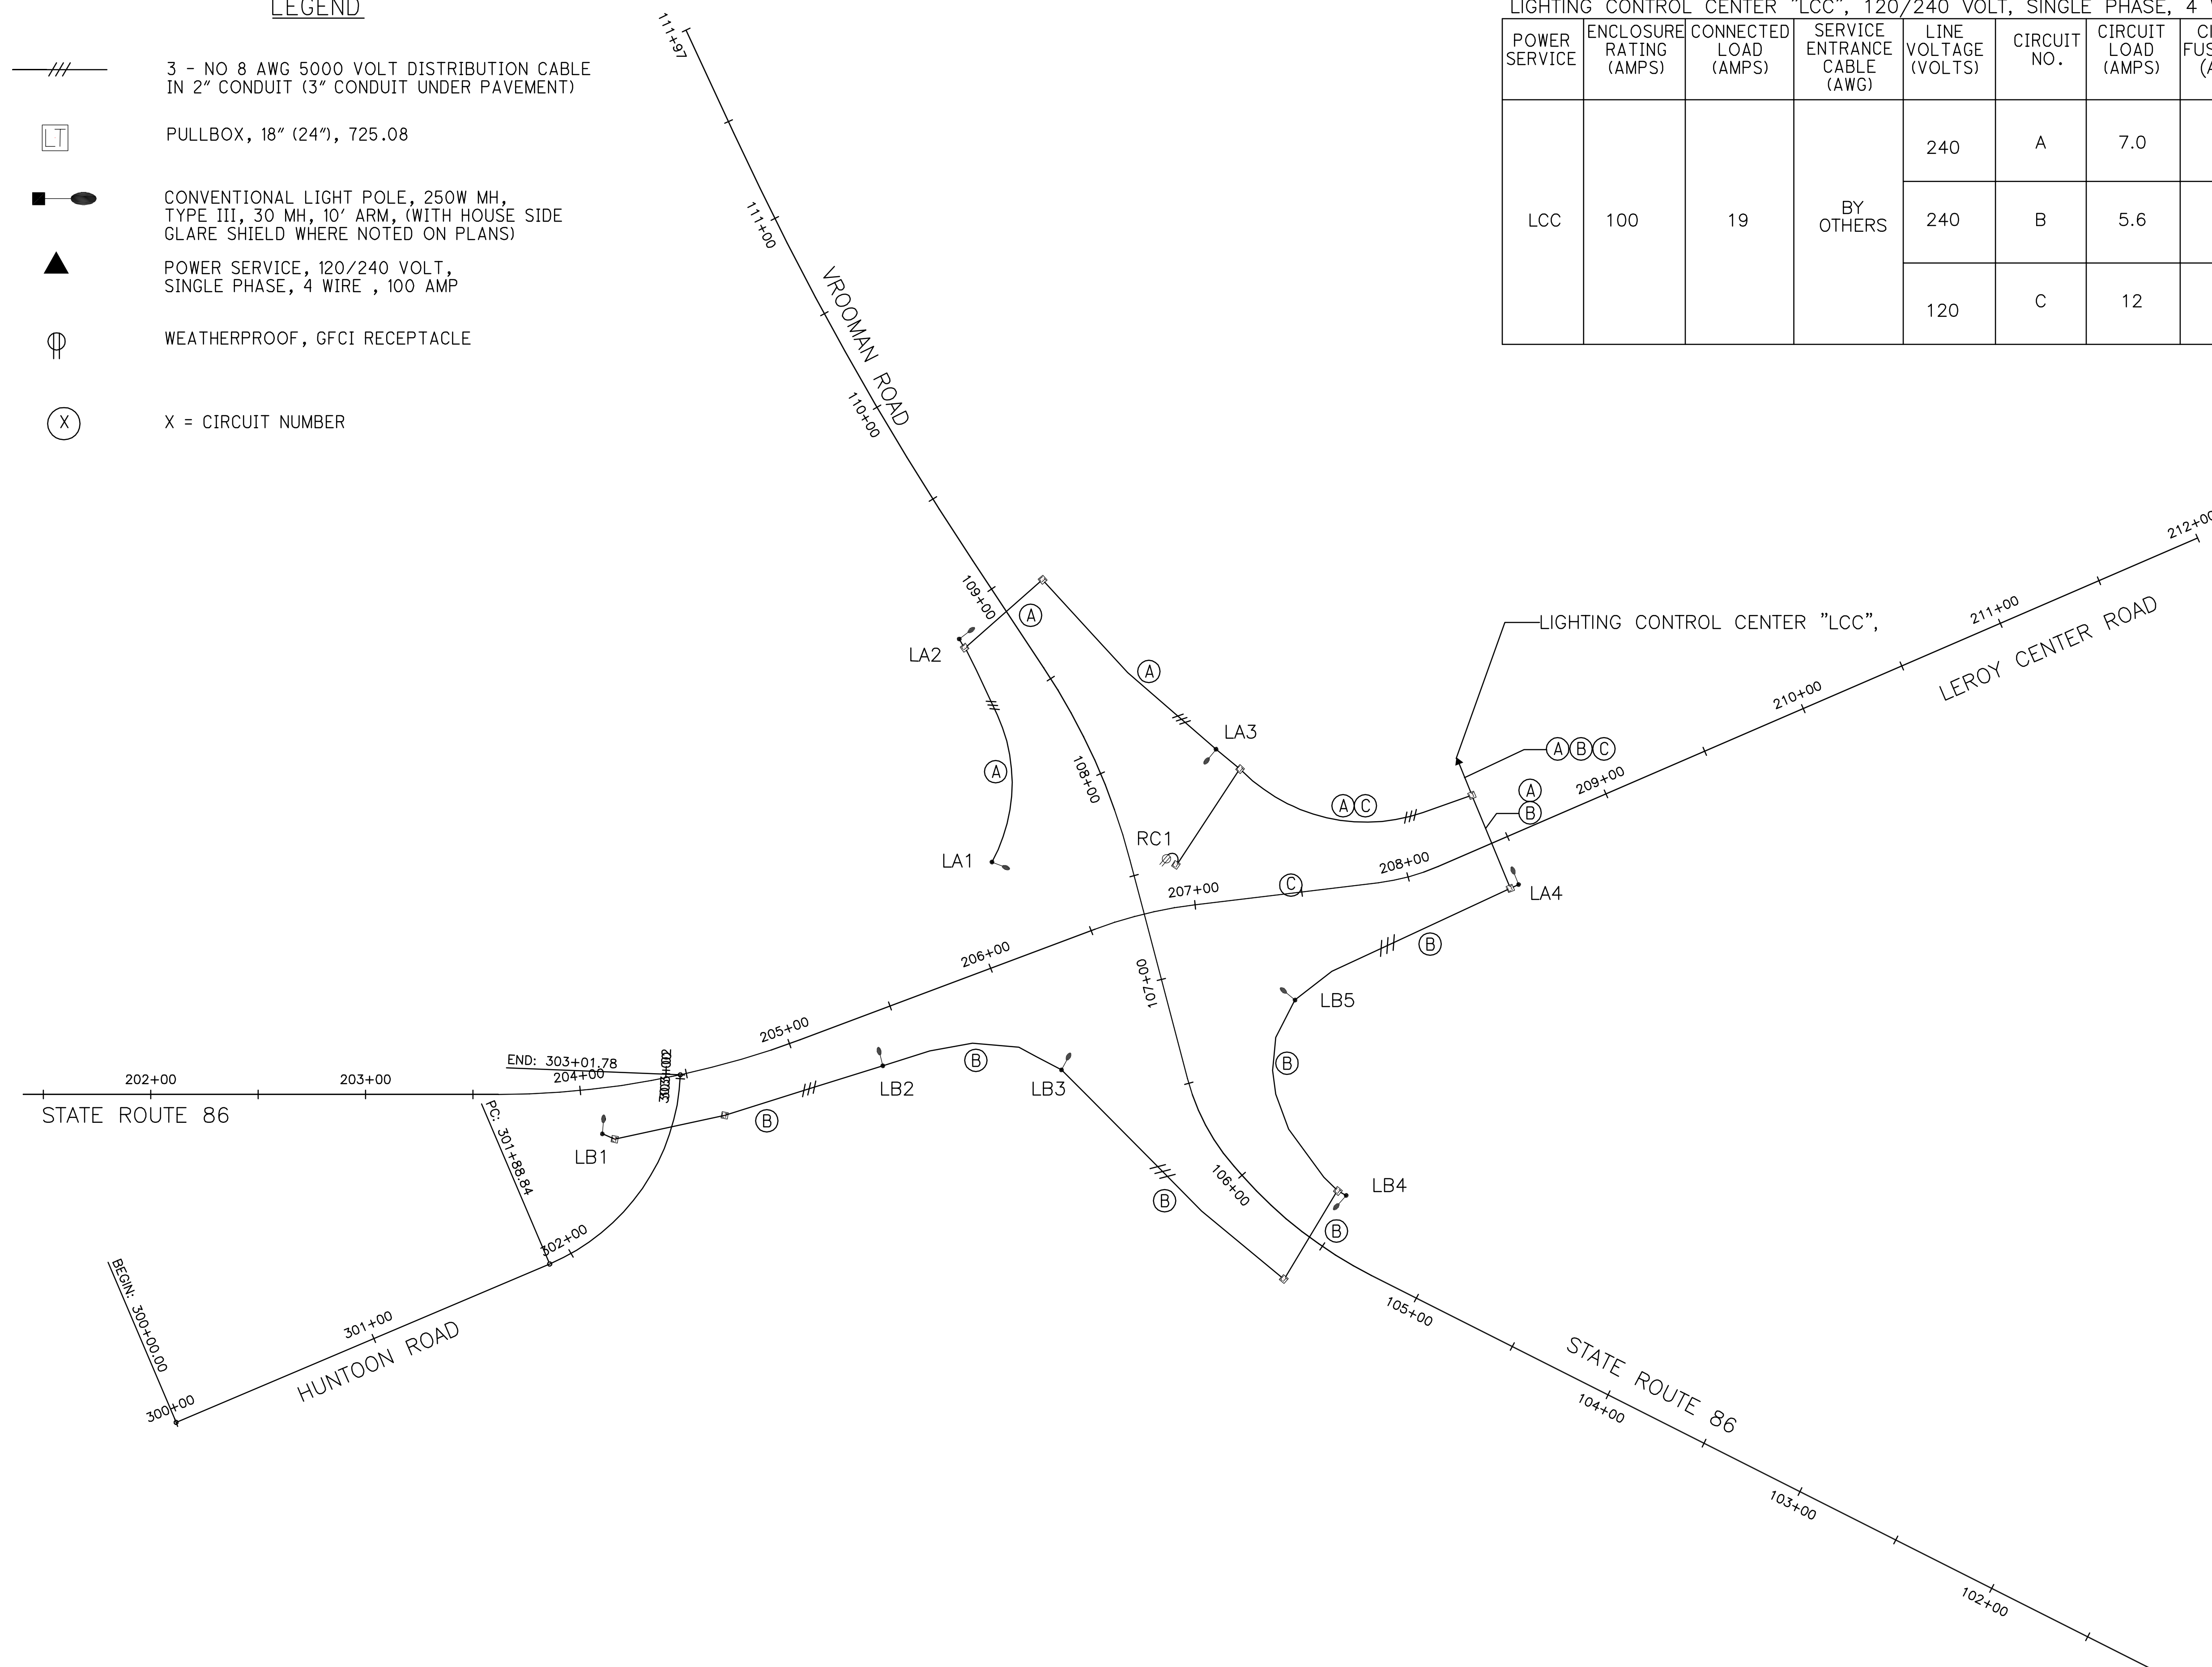 LEGEND
3 - NO 8 AWG 5000 VOLT DISTRIBUTION CABLE
IN 2" CONDUIT (3" CONDUIT UNDER PAVEMENT)
LT
PULLBOX, 18" (24"), 725.08
CONVENTIONAL LIGHT POLE, 250W MH,
TYPE III, 30 MH, 10' ARM, (WITH HOUSE SIDE
GLARE SHIELD WHERE NOTED ON PLANS)
POWER SERVICE, 120/240 VOLT,
SINGLE PHASE, 4 WIRE , 100 AMP
WEATHERPROOF, GFCI RECEPTACLE
X
X = CIRCUIT NUMBER
LIGHTING CONTROL CENTER "LCC", 120/240 VOLT, SINGLE PHASE, 4
POWER
SERVICE
ENCLOSURE
RATING
(AMPS)
CONNECTED
LOAD
(AMPS)
SERVICE
ENTRANCE
CABLE
(AWG)
LINE
VOLTAGE
(VOLTS)
CIRCUIT
NO.
CIRCUIT
LOAD
(AMPS)
LCC
100
19
BY
OTHERS
240
A
7.0
240
B
5.6
120
C
12
111+97
111+00
VROOMAN ROAD
110+00
109+00
A
LA2
A
LA3
A
108+00
LA1
RC1
A C
LIGHTING CONTROL CENTER "LCC",
A B C
A
B
212+00
211+00
LEROY CENTER ROAD
210+00
209+00
208+00
C
207+00
LA4
B
206+00
107+00
LB5
205+00
B
END: 303+01.78
204+00
303+00
202+00
203+00
STATE ROUTE 86
PC: 301+88.84
LB1
B
LB2
B
LB3
B
106+00
LB4
B
302+00
BEGIN: 300+00.00
301+00
HUNTOON ROAD
300+00
105+00
STATE ROUTE 86
104+00
103+00
102+00